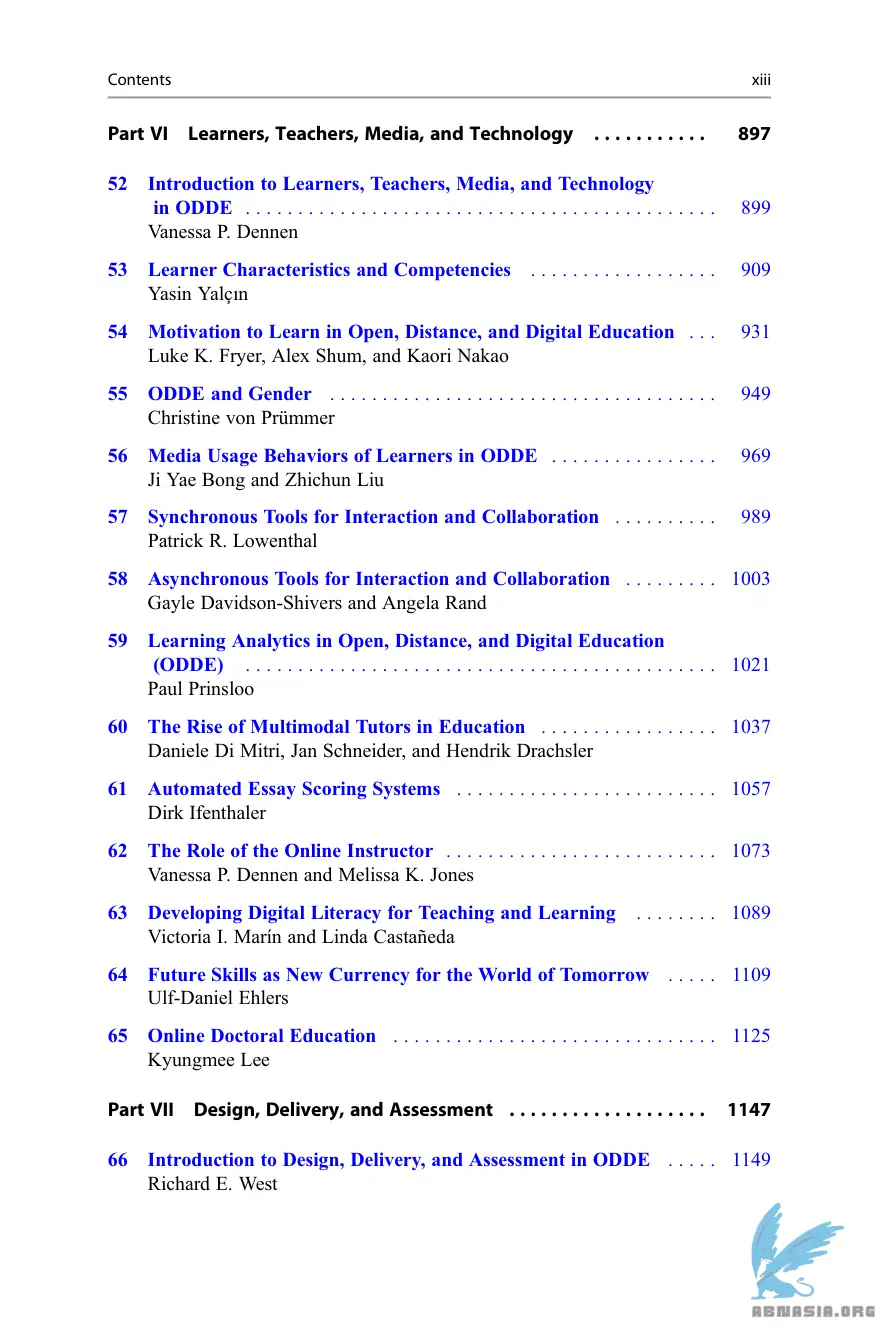 Contents xiii
Part VI Learners, Teachers, Media, and Technology . . . . . . . . . . . 897
52 Introduction to Learners, Teachers, Media, and Technology
in ODDE . . . . . . . . . . . . . . . . . . . . . . . . . . . . . . . . . . . . . . . . . . . . . 899
Vanessa P. Dennen
53 Learner Characteristics and Competencies . . . . . . . . . . . . . . . . . . 909
Yasin Yalçın
54 Motivation to Learn in Open, Distance, and Digital Education . . . 931
Luke K. Fryer, Alex Shum, and Kaori Nakao
55 ODDE and Gender . . . . . . . . . . . . . . . . . . . . . . . . . . . . . . . . . . . . . 949
Christine von Prümmer
56 Media Usage Behaviors of Learners in ODDE . . . . . . . . . . . . . . . . 969
Ji Yae Bong and Zhichun Liu
57 Synchronous Tools for Interaction and Collaboration . . . . . . . . . . 989
Patrick R. Lowenthal
58 Asynchronous Tools for Interaction and Collaboration . . . . . . . . . 1003
Gayle Davidson-Shivers and Angela Rand
59 Learning Analytics in Open, Distance, and Digital Education
(ODDE) . . . . . . . . . . . . . . . . . . . . . . . . . . . . . . . . . . . . . . . . . . . . . 1021
Paul Prinsloo
60 The Rise of Multimodal Tutors in Education . . . . . . . . . . . . . . . . . 1037
Daniele Di Mitri, Jan Schneider, and Hendrik Drachsler
61 Automated Essay Scoring Systems . . . . . . . . . . . . . . . . . . . . . . . . . 1057
Dirk Ifenthaler
62 The Role of the Online Instructor . . . . . . . . . . . . . . . . . . . . . . . . . . 1073
Vanessa P. Dennen and Melissa K. Jones
63 Developing Digital Literacy for Teaching and Learning . . . . . . . . 1089
Victoria I. Marín and Linda Castañeda
64 Future Skills as New Currency for the World of Tomorrow . . . . . 1109
Ulf-Daniel Ehlers
65 Online Doctoral Education . . . . . . . . . . . . . . . . . . . . . . . . . . . . . . . 1125
Kyungmee Lee
Part VII Design, Delivery, and Assessment . . . . . . . . . . . . . . . . . . . 1147
66 Introduction to Design, Delivery, and Assessment in ODDE . . . . . 1149
Richard E. West
ABNASIA.ORG